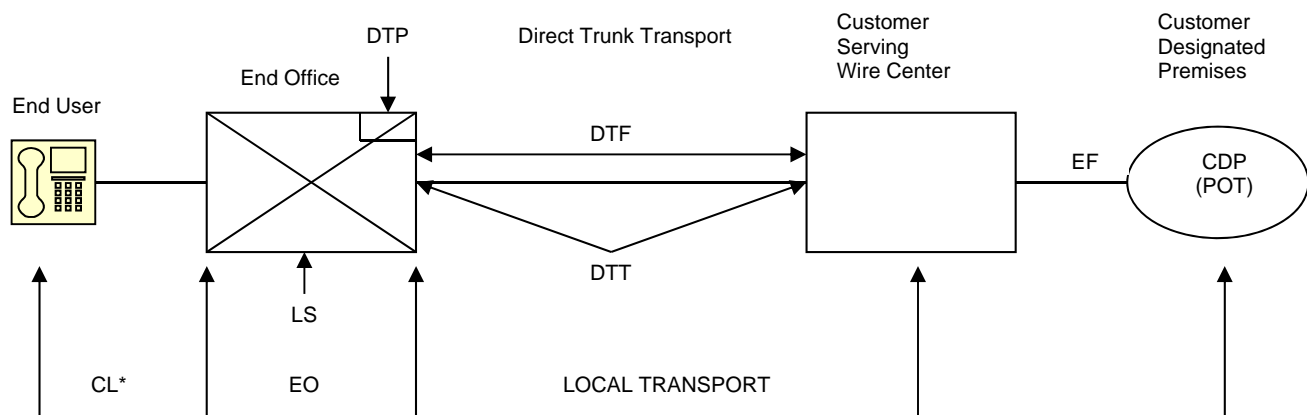 DTP
Direct Trunk Transport
Customer
Serving
Wire Center
Customer
Designated
Premises
End Office
End User
DTF
EF
CDP
(POT)
DTT
LS
CL*
EO
LOCAL TRANSPORT